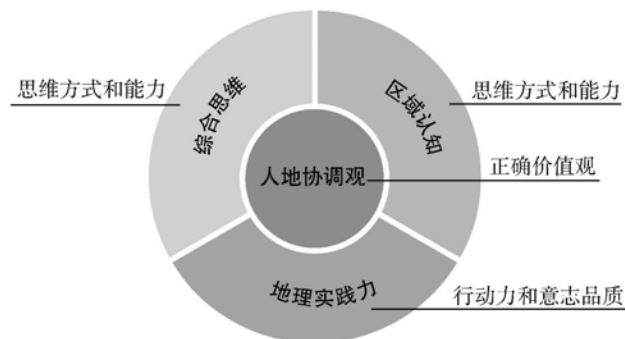 思维方式和能力
综合思维
区域认知
思维方式和能力
人地协调观
正确价值观
地理实践力
行动力和意志品质